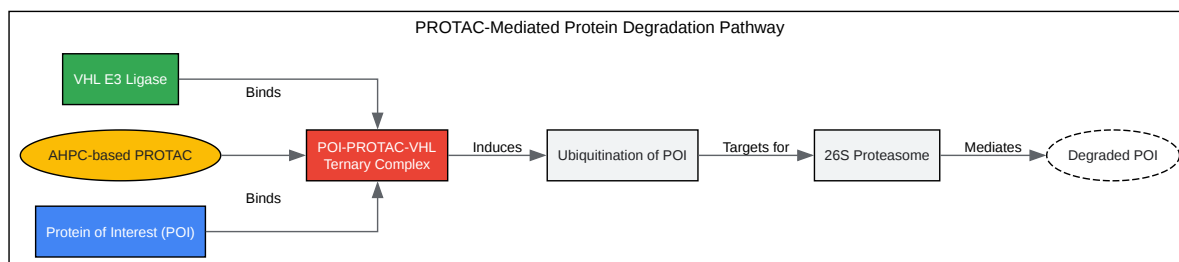 PROTAC-Mediated Protein Degradation Pathway
VHL E3 Ligase
Binds
AHPC-based PROTAC
POI-PROTAC-VHL
Ternary Complex
Induces
Ubiquitination of POI
Targets for
26S Proteasome
Mediates
Degraded POI
Binds
Protein of Interest (POI)